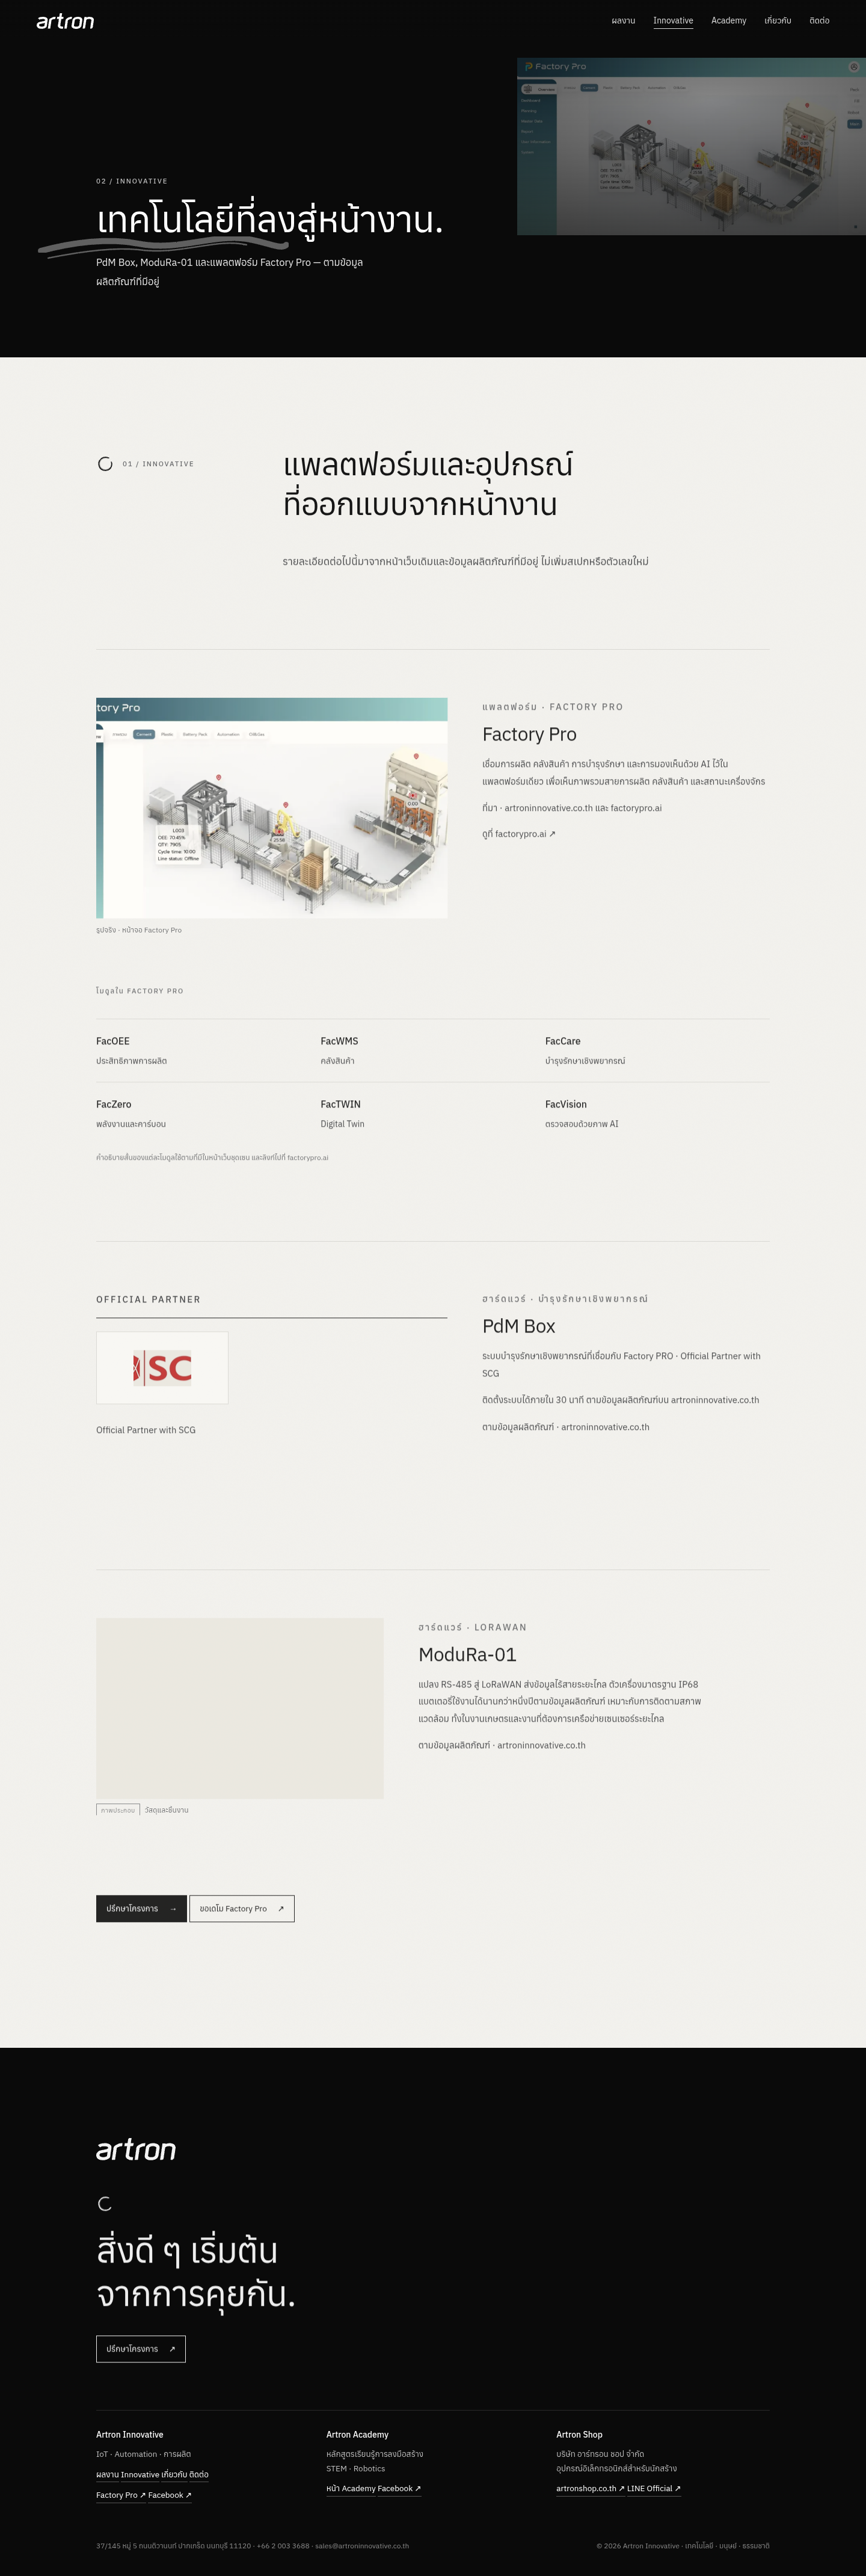 artron
ผลงาน Innovative Academy เกี่ยวกับ ติดต่อ
Factory Pro
02 / INNOVATIVE
เทคโนโลยีที่ลงสู่หน้างาน.
PdM Box, ModuRa-01 และแพลตฟอร์ม Factory Pro — ตามข้อมูล
ผลิตภัณฑ์ที่มีอยู่
01 / INNOVATIVE
แพลตฟอร์มและอุปกรณ์
ที่ออกแบบจากหน้างาน
รายละเอียดต่อไปนี้มาจากหน้าเว็บเดิมและข้อมูลผลิตภัณฑ์ที่มีอยู่ ไม่เพิ่มสเปกหรือตัวเลขใหม่
tory Pro
Cement Plastic Battery Pack Automation
L003
OEE: 70.45%
QTY: 7905
Cycle time: 10.00
Line status: Offline
25.58
0.00
รูปจริง · หน้าจอ Factory Pro
แพลตฟอร์ม · FACTORY PRO
Factory Pro
เชื่อมการผลิต คลังสินค้า การบำรุงรักษา และการมองเห็นด้วย AI ไว้ใน
แพลตฟอร์มเดียว เพื่อเห็นภาพรวมสายการผลิต คลังสินค้า และสถานะเครื่องจักร
ที่มา · artroninnovative.co.th และ factorypro.ai
ดูที่ factorypro.ai ↗
โมดูลใน FACTORY PRO
FacOEE
ประสิทธิภาพการผลิต
FacWMS
คลังสินค้า
FacCare
บำรุงรักษาเชิงพยากรณ์
FacZero
พลังงานและคาร์บอน
FacTWIN
Digital Twin
FacVision
ตรวจสอบด้วยภาพ AI
คำอธิบายสั้นของแต่ละโมดูลใช้ตามที่มีในหน้าเว็บชุดเดม และลิงก์ไปที่ factorypro.ai
OFFICIAL PARTNER
SC
Official Partner with SCG
ฮาร์ดแวร์ · บำรุงรักษาเชิงพยากรณ์
PdM Box
ระบบบำรุงรักษาเชิงพยากรณ์ที่เชื่อมกับ Factory PRO · Official Partner with
SCG
ติดตั้งระบบได้ภายใน 30 นาที ตามข้อมูลผลิตภัณฑ์บน artroninnovative.co.th
ตามข้อมูลผลิตภัณฑ์ · artroninnovative.co.th
ภาพประกอบ วัสดุและชิ้นงาน
ฮาร์ดแวร์ · LORAWAN
ModuRa-01
แปลง RS-485 สู่ LoRaWAN ส่งข้อมูลไร้สายระยะไกล ตัวเครื่องมาตรฐาน IP68
แบตเตอรี่ใช้งานได้นานกว่าหนึ่งปีตามข้อมูลผลิตภัณฑ์ เหมาะกับการติดตามสภาพ
แวดล้อม ทั้งในงานเกษตรและงานที่ต้องการเครือข่ายเซนเซอร์ระยะไกล
ตามข้อมูลผลิตภัณฑ์ · artroninnovative.co.th
ปรึกษาโครงการ → ขอเดโม Factory Pro ↗
artron
สิ่งดี ๆ เริ่มต้น
จากการคุยกัน.
ปรึกษาโครงการ ↗
Artron Innovative
IoT · Automation · การผลิต
ผลงาน Innovative เกี่ยวกับ ติดต่อ
Factory Pro ↗ Facebook ↗
Artron Academy
หลักสูตรเรียนรู้การลงมือสร้าง
STEM · Robotics
หน้า Academy Facebook ↗
Artron Shop
บริษัท อาร์ทรอน ชอป จำกัด
อุปกรณ์อิเล็กทรอนิกส์สำหรับนักสร้าง
artronshop.co.th ↗ LINE Official ↗
37/145 หมู่ 5 ถนนติวานนท์ ปากเกร็ด นนทบุรี 11120 · +66 2 003 3688 · sales@artroninnovative.co.th
© 2026 Artron Innovative · เทคโนโลยี · มนุษย์ · ธรรมชาติ